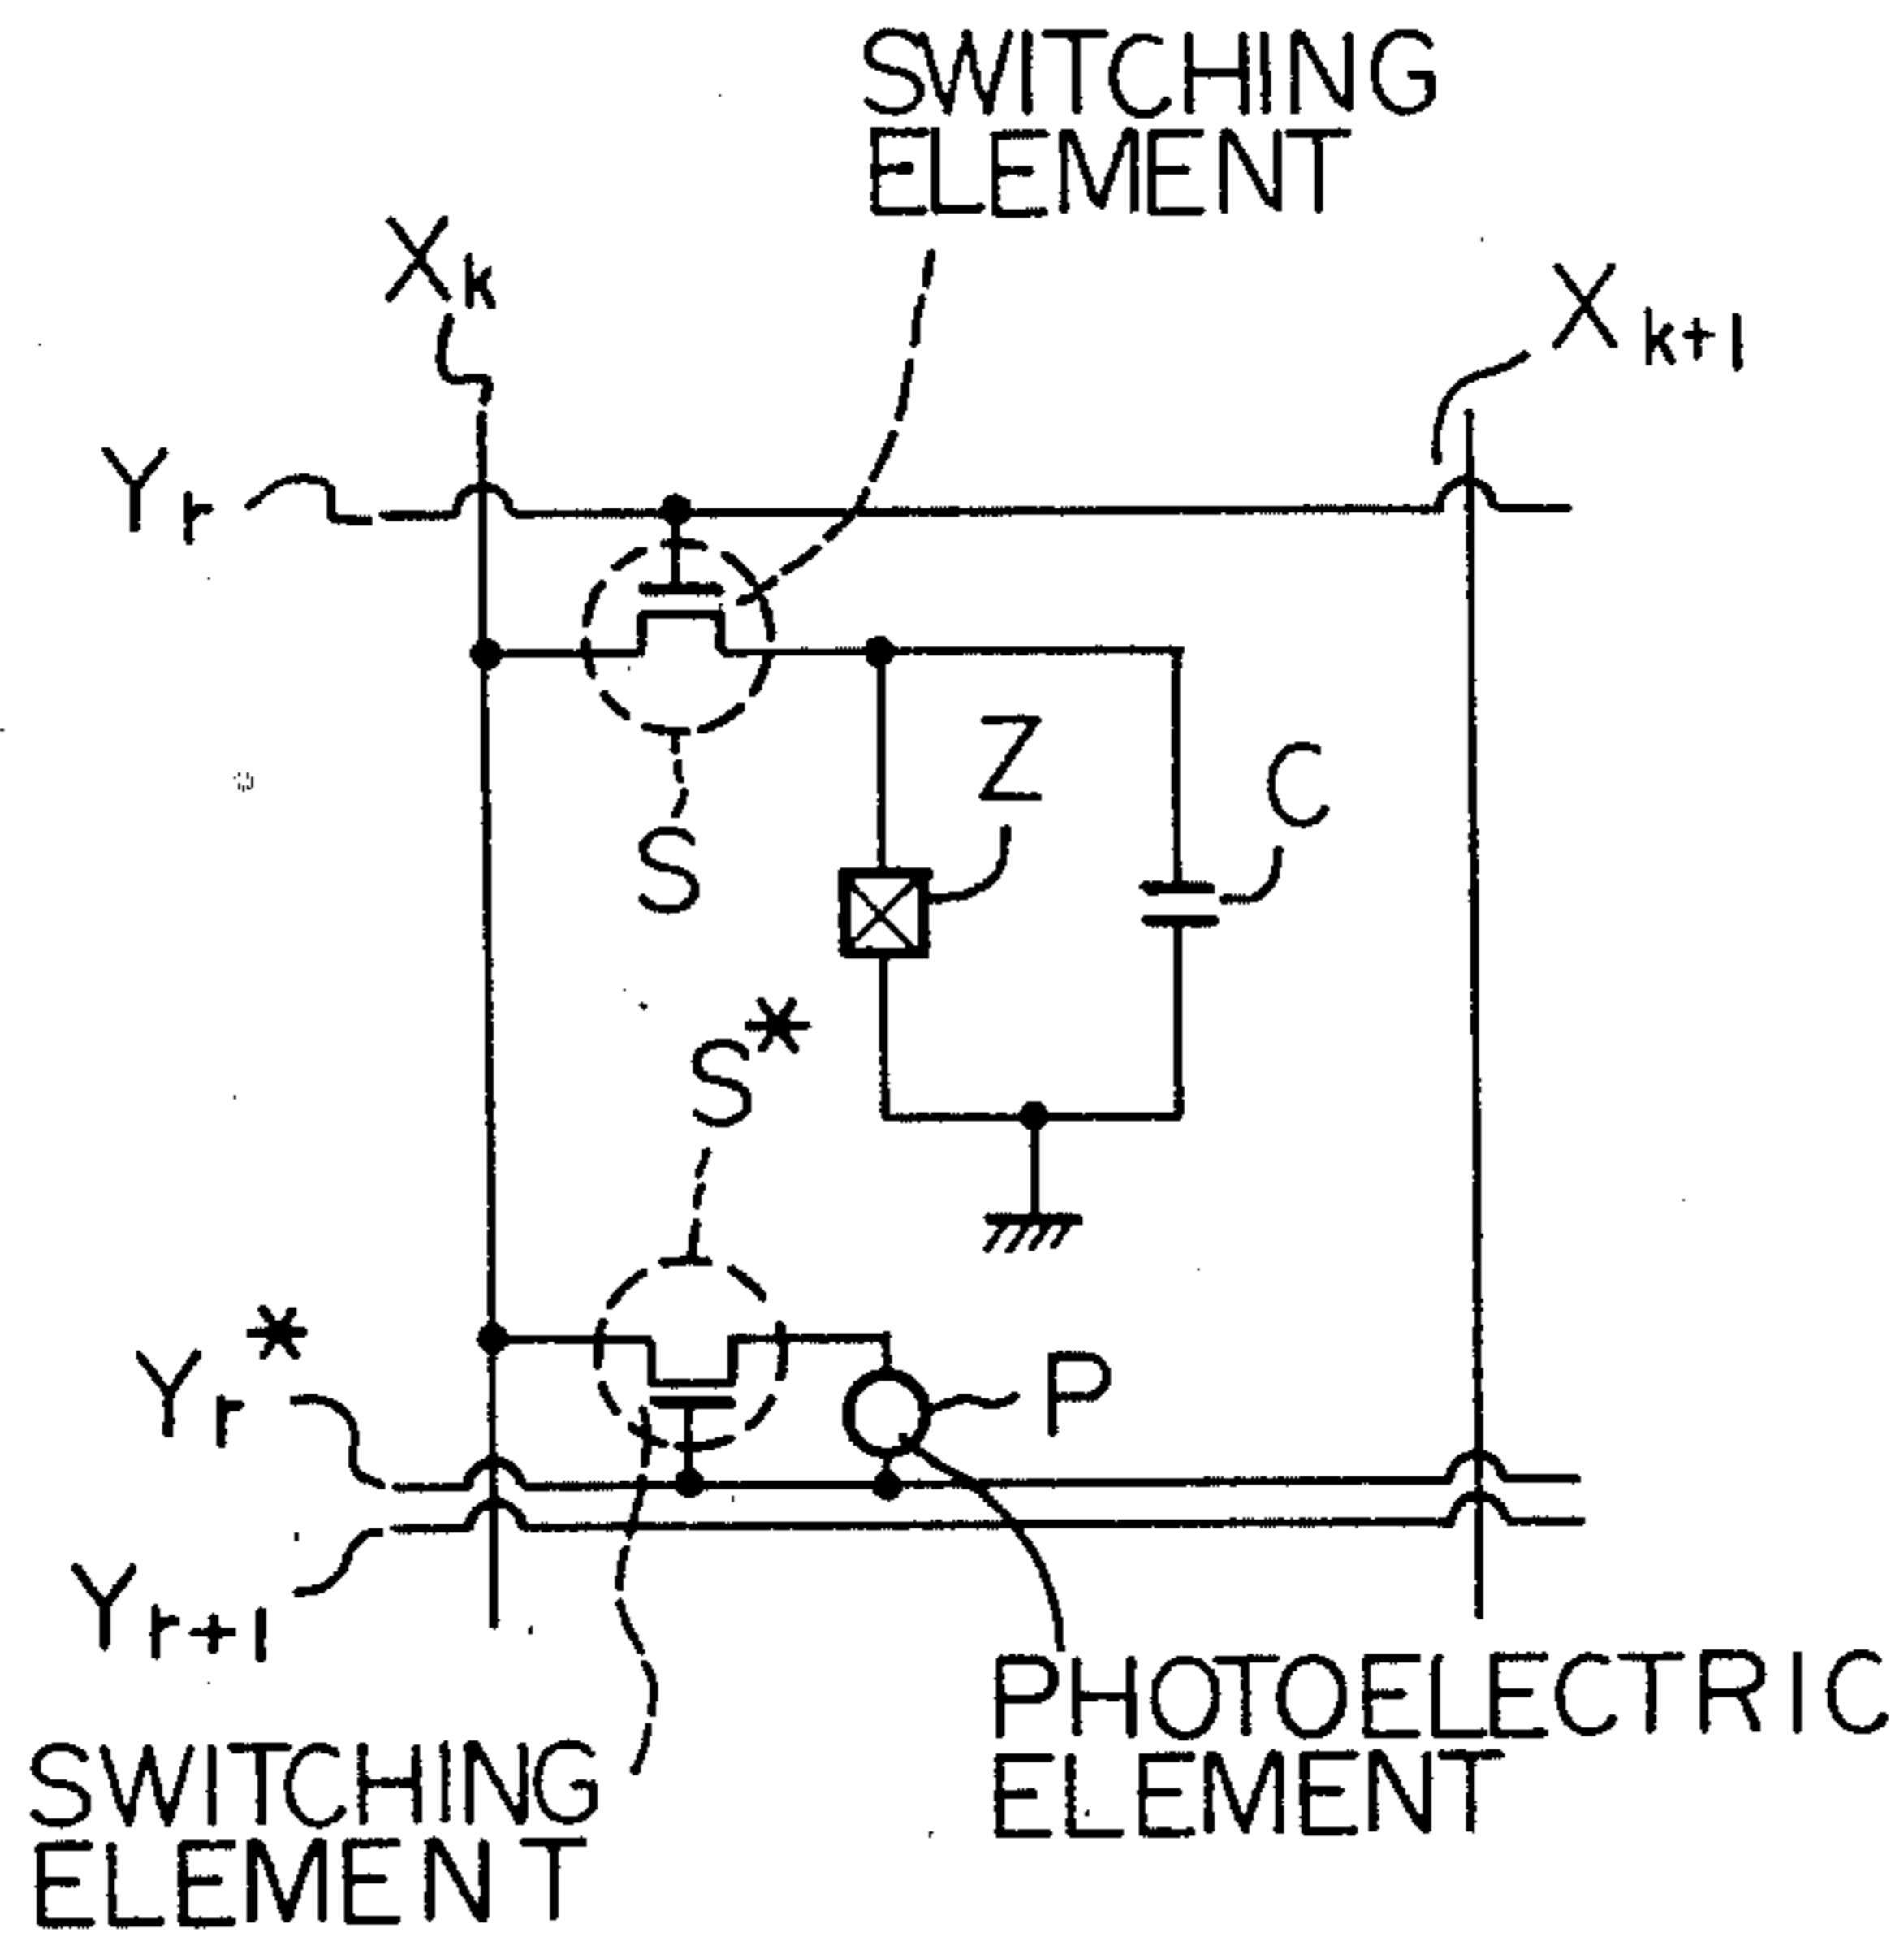 SWITCHING
ELEMENT
Xk
Xk+1
Yr
Z
C
S
S*
Yr*
P
Yr+1
PHOTOELECTRIC
ELEMENT
SWITCHING
ELEMENT